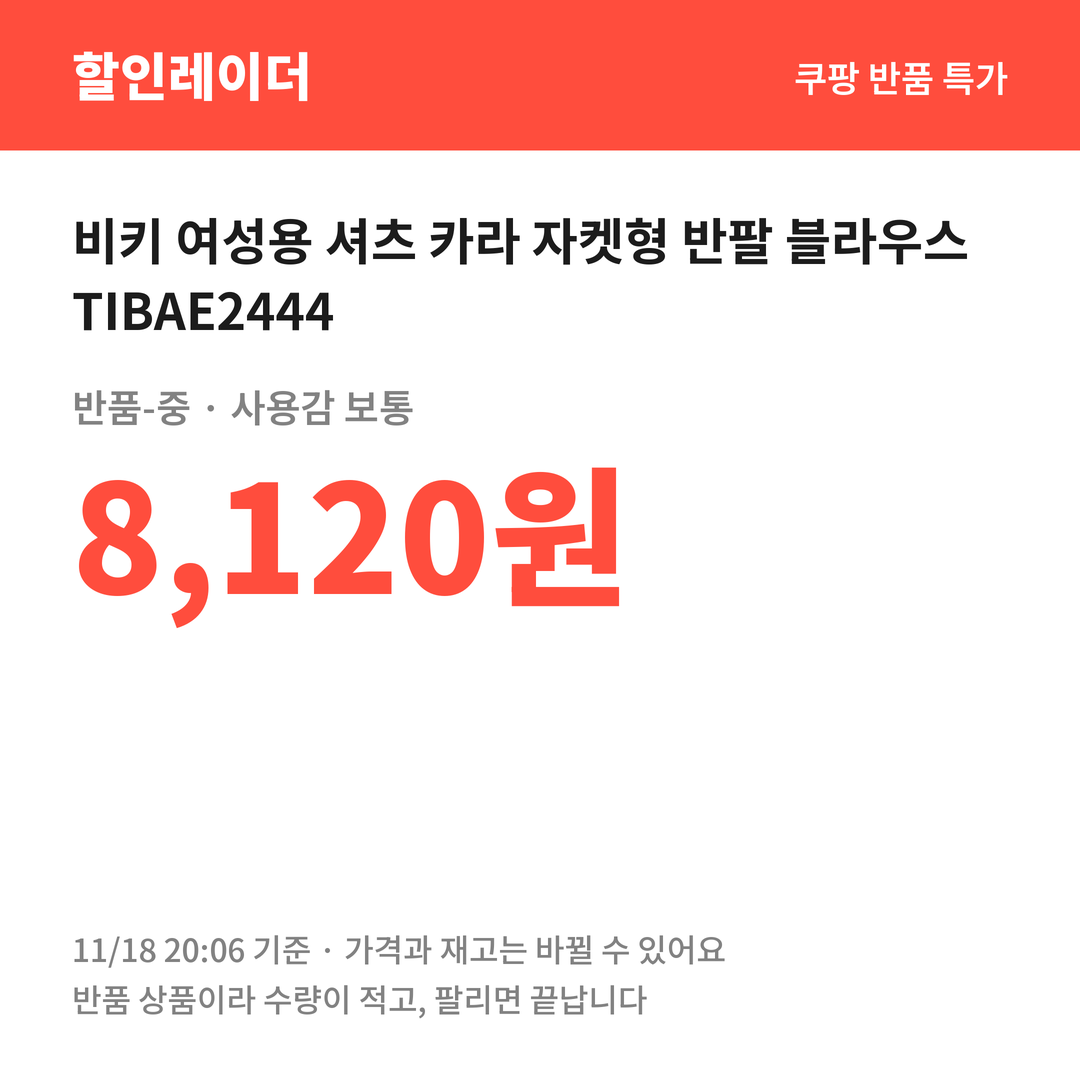 할인레이더
쿠팡 반품 특가
비키 여성용 셔츠 카라 자켓형 반팔 블라우스
TIBAE2444
반품-중 · 사용감 보통
8,120원
11/18 20:06 기준 · 가격과 재고는 바뀔 수 있어요
반품 상품이라 수량이 적고, 팔리면 끝납니다